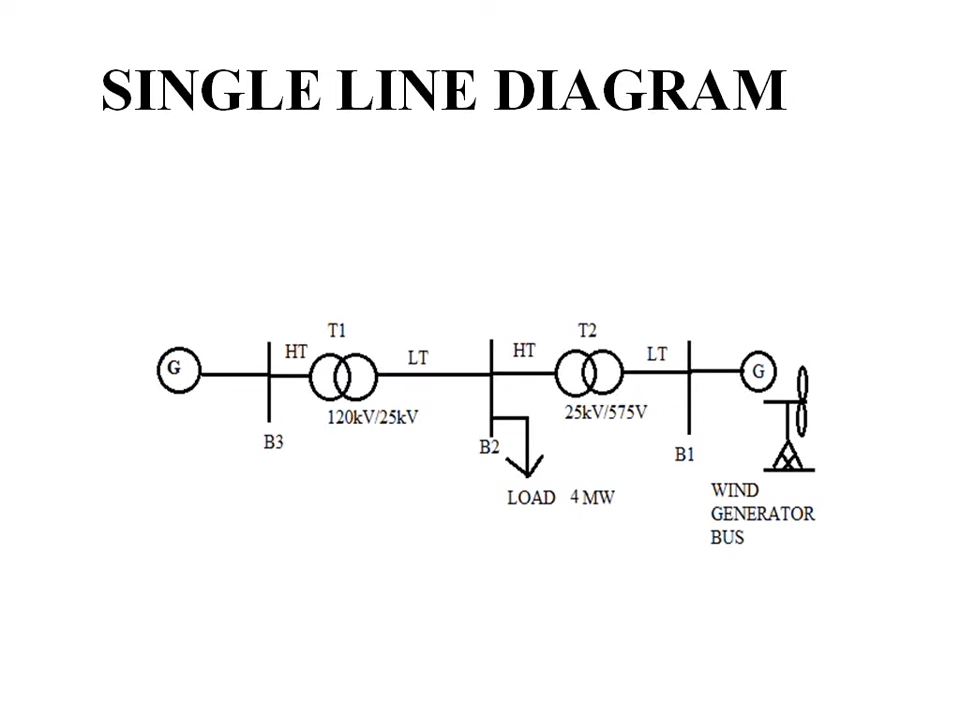 SINGLE LINE DIAGRAM
T1
T2
HT
LT
HT
LT
G
G
120kV/25kV
25kV/575V
B3
B2
B1
LOAD 4 MW
WIND
GENERATOR
BUS